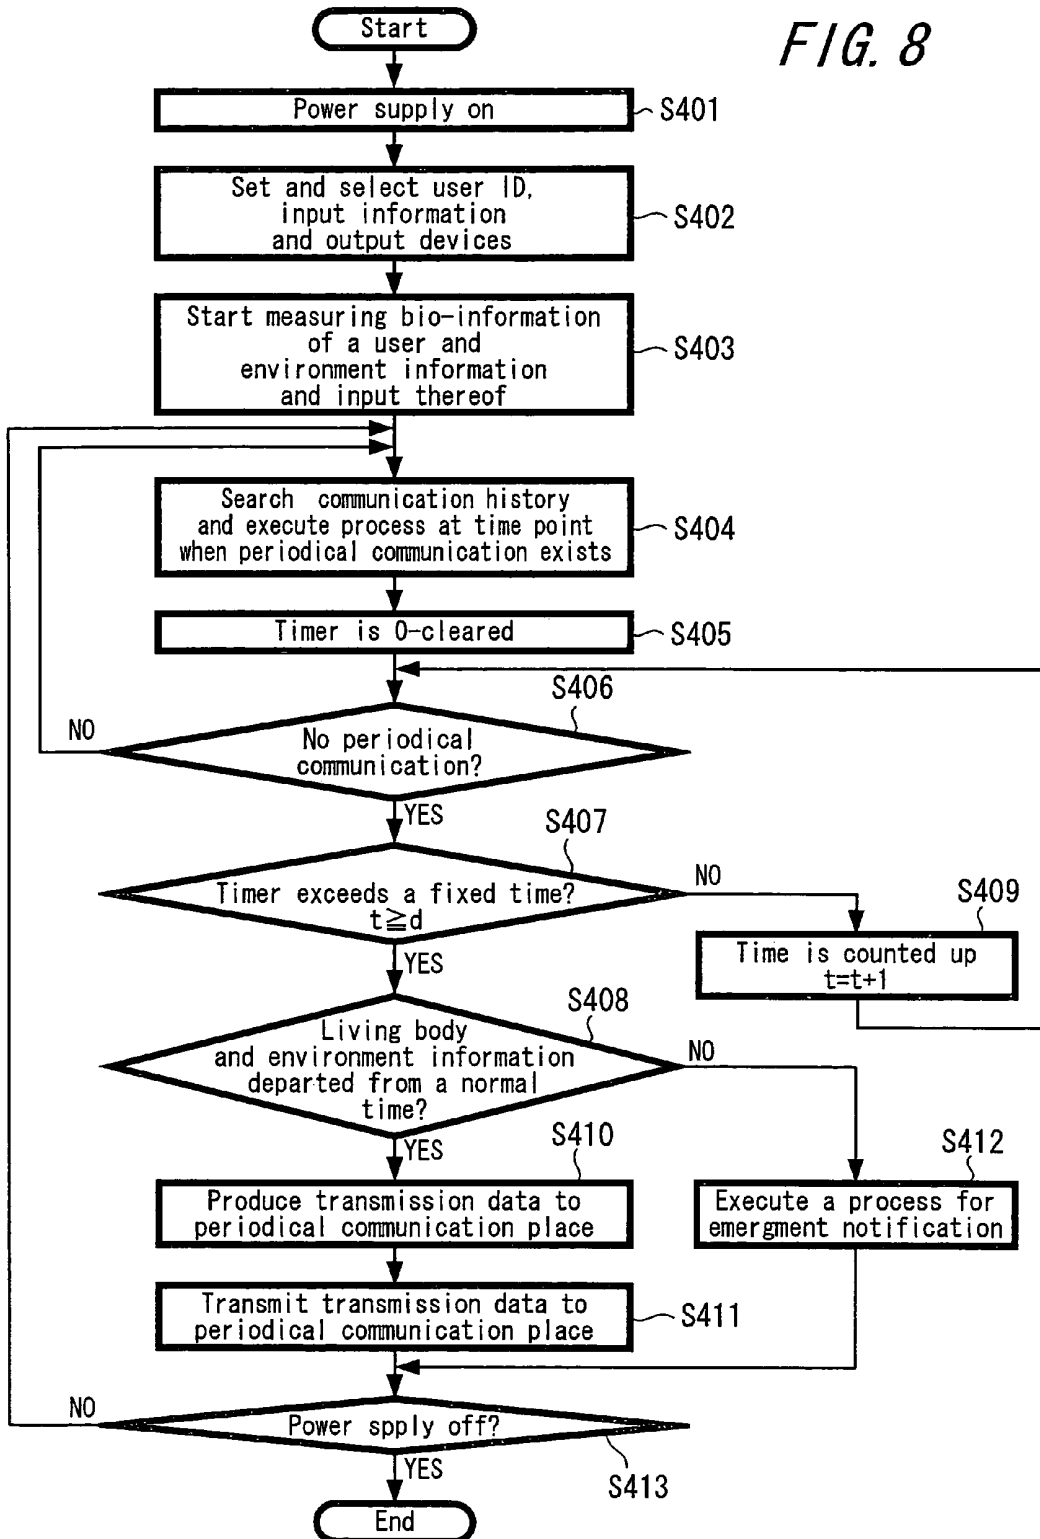 FIG. 8
Start
Power supply on
S401
Set and select user ID,
input information
and output devices
S402
Start measuring bio-information
of a user and
environment information
and input thereof
S403
Search communication history
and execute process at time point
when periodical communication exists
S404
Timer is 0-cleared
S405
S406
NO
No periodical
communication?
YES
S407
Timer exceeds a fixed time?
t≧d
NO
S409
Time is counted up
t=t+1
YES
S408
Living body
and environment information
departed from a normal
time?
NO
YES
S410
Produce transmission data to
periodical communication place
S412
Execute a process for
emergment notification
Transmit transmission data to
periodical communication place
S411
NO
Power spply off?
YES
S413
End